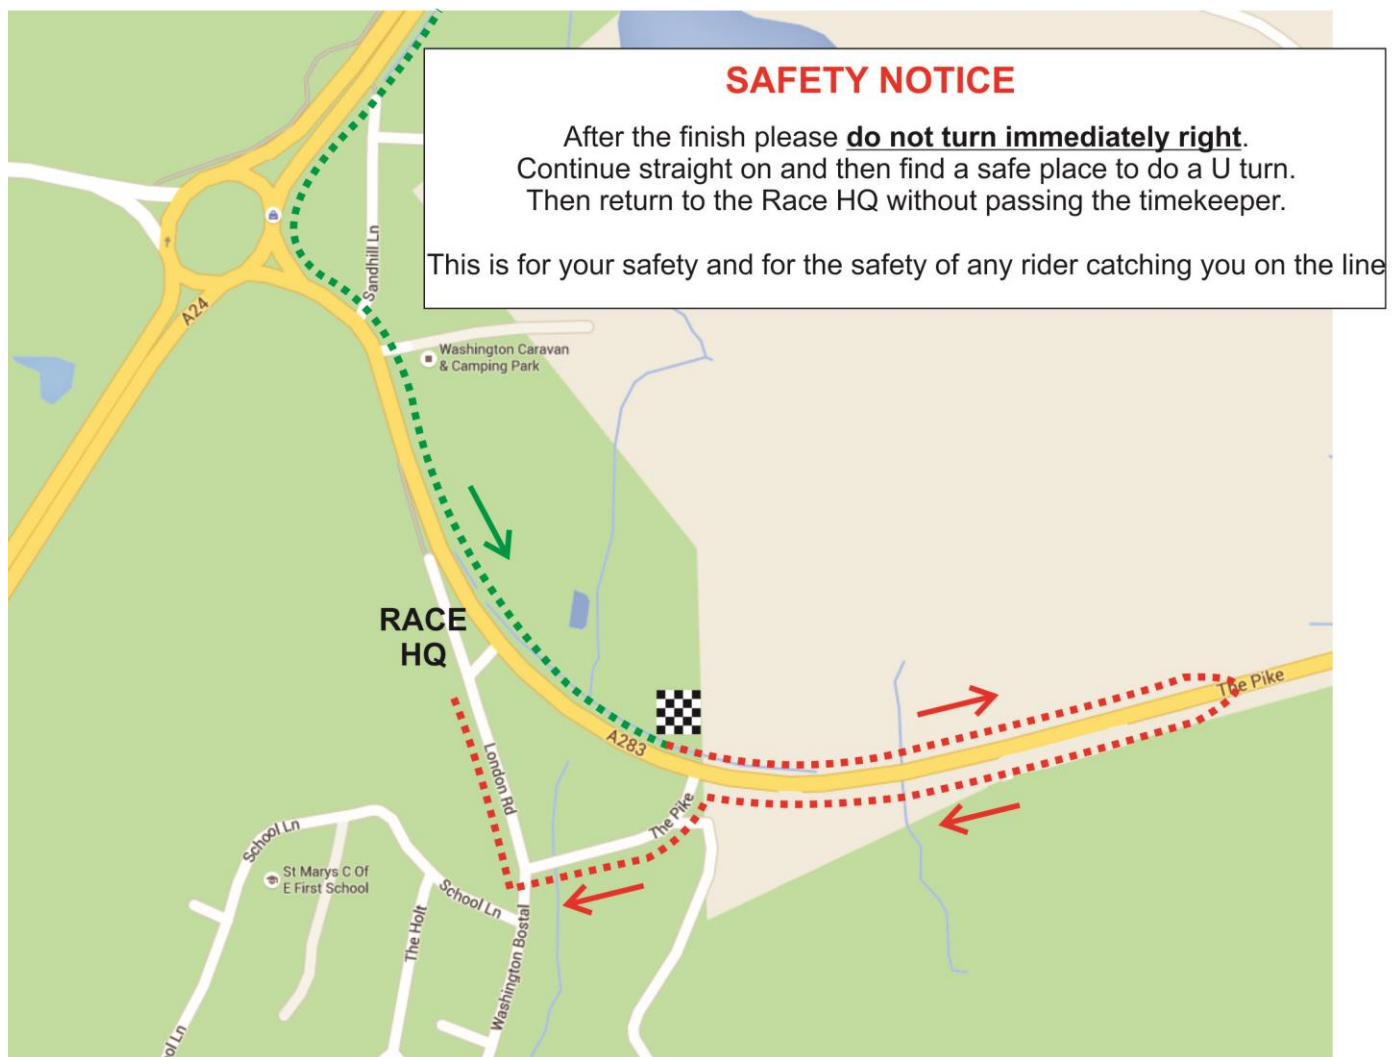 SAFETY NOTICE
After the finish please do not turn immediately right.
Continue straight on and then find a safe place to do a U turn.
Then return to the Race HQ without passing the timekeeper.
This is for your safety and for the safety of any rider catching you on the line
Sandhill Ln
A24
Washington Caravan
& Camping Park
RACE
HQ
The Pike
A283
London Rd
The Pike
School Ln
St Marys C Of
E First School
School Ln
The Holt
Washington Bostal
ool Ln